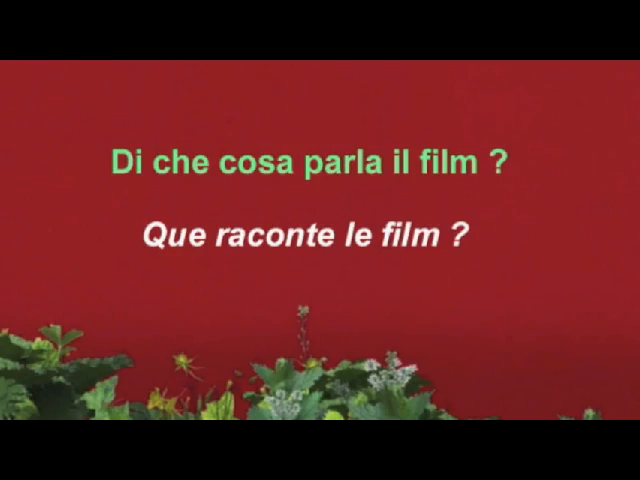 Di che cosa parla il film ?
Que raconte le film ?